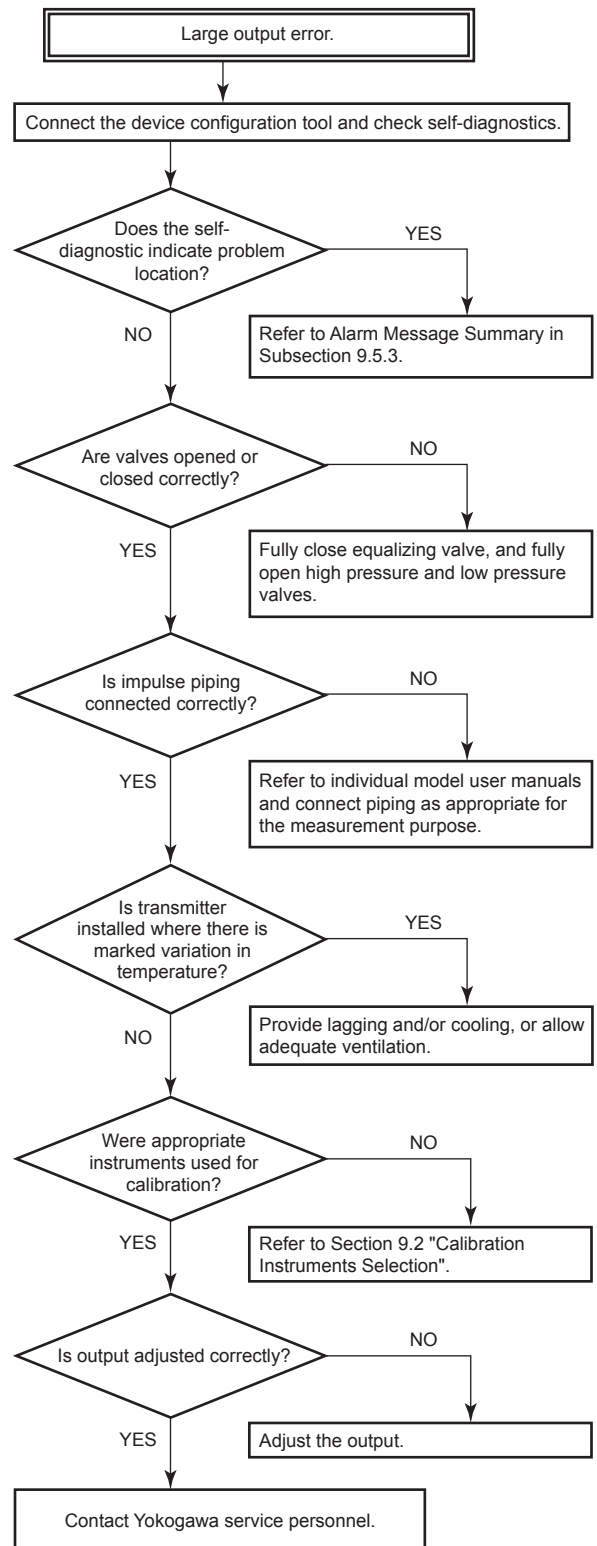 Large output error.
Connect the device configuration tool and check self-diagnostics.
Does the self-
diagnostic indicate problem
location?
YES
NO
Refer to Alarm Message Summary in
Subsection 9.5.3.
Are valves opened or
closed correctly?
NO
YES
Fully close equalizing valve, and fully
open high pressure and low pressure
valves.
Is impulse piping
connected correctly?
NO
YES
Refer to individual model user manuals
and connect piping as appropriate for
the measurement purpose.
Is transmitter
installed where there is
marked variation in
temperature?
YES
NO
Provide lagging and/or cooling, or allow
adequate ventilation.
Were appropriate
instruments used for
calibration?
NO
YES
Refer to Section 9.2 "Calibration
Instruments Selection".
Is output adjusted correctly?
NO
YES
Adjust the output.
Contact Yokogawa service personnel.